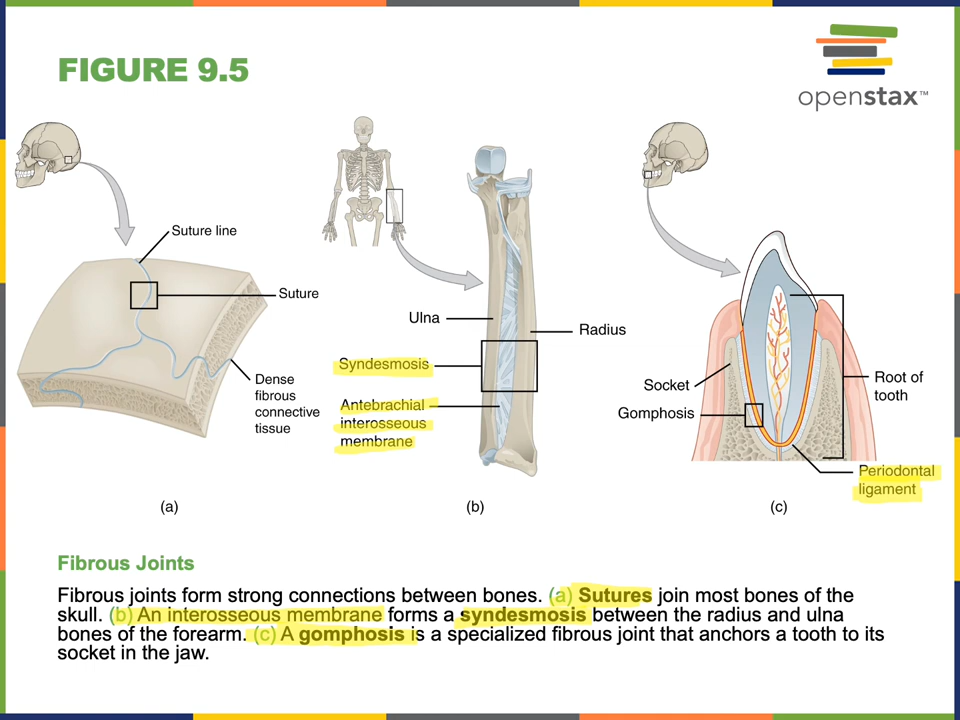 FIGURE 9.5
openstax™
Suture line
Suture
Dense
fibrous
connective
tissue
(a)
Ulna
Radius
Syndesmosis
Antebrachial
interosseous
membrane
(b)
Socket
Gomphosis
Root of
tooth
Periodontal
ligament
(c)
Fibrous Joints
Fibrous joints form strong connections between bones. (a) Sutures join most bones of the
skull. (b) An interosseous membrane forms a syndesmosis between the radius and ulna
bones of the forearm. (c) A gomphosis is a specialized fibrous joint that anchors a tooth to its
socket in the jaw.